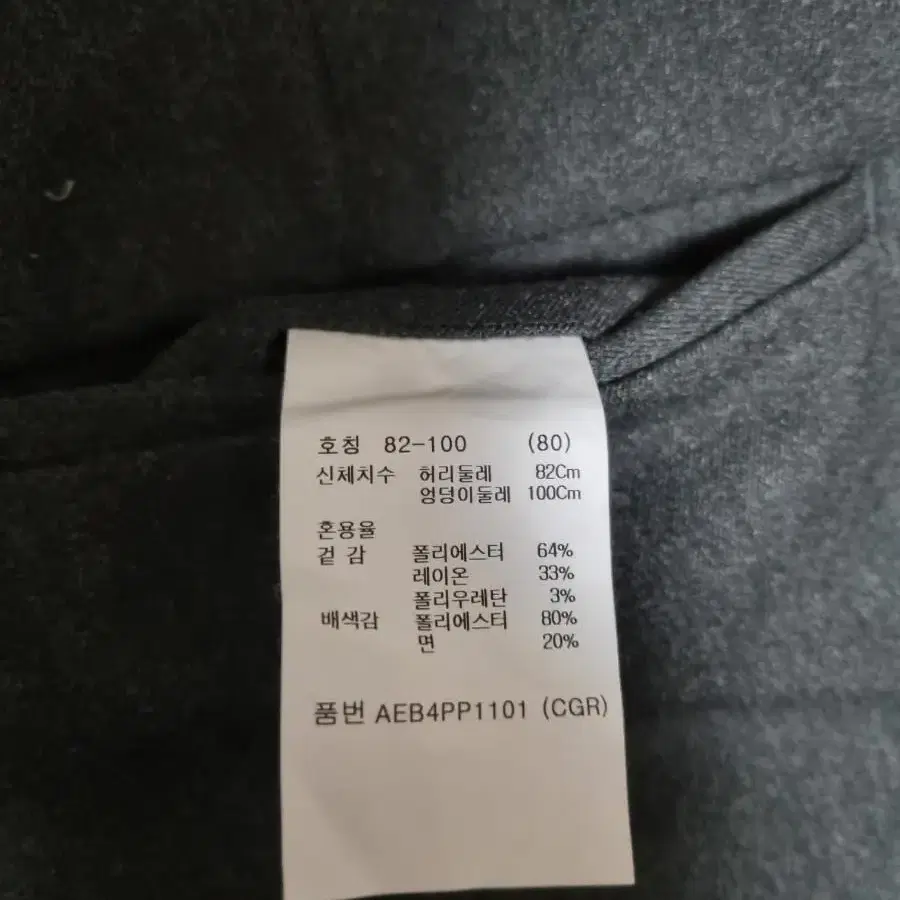 호칭 82-100 (80)
신체치수 허리둘레 82Cm
엉덩이둘레 100Cm
혼용율
겉 감 폴리에스터 64%
레이온 33%
폴리우레탄 3%
배색감 폴리에스터 80%
면 20%
품번 AEB4PP1101 (CGR)